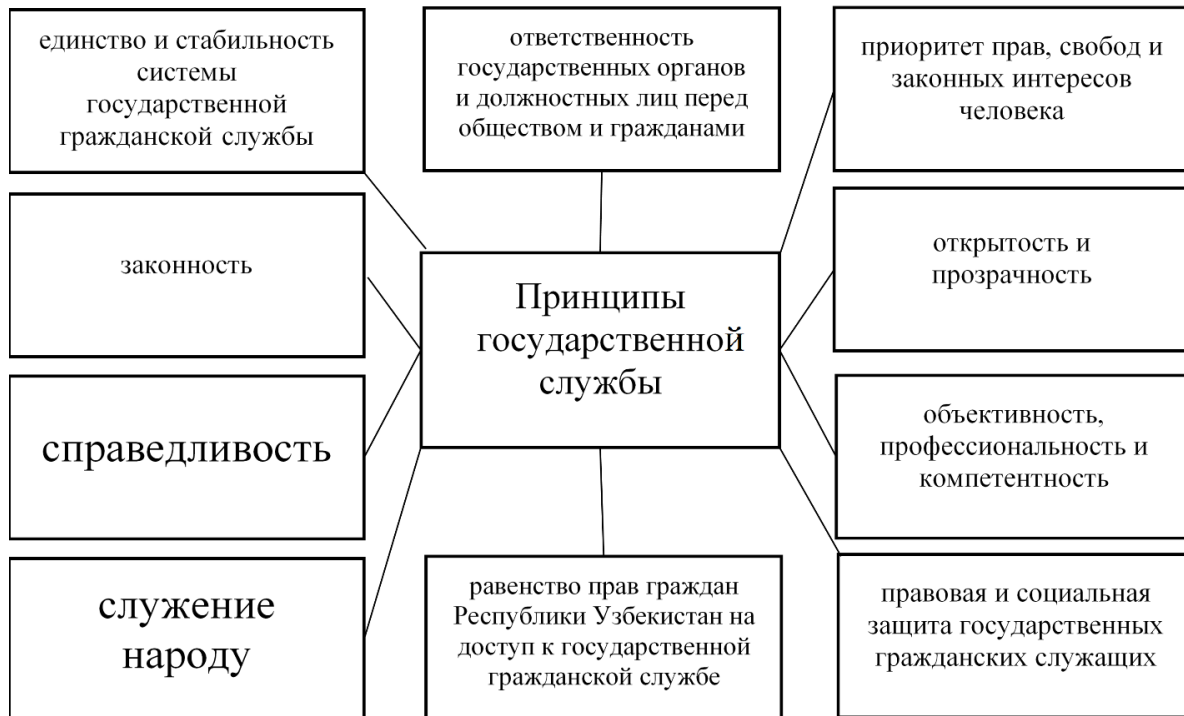 единство и стабильность
системы
государственной
гражданской службы
ответственность
государственных органов
и должностных лиц перед
обществом и гражданами
приоритет прав, свобод и
законных интересов
человека
законность
Принципы
государственной
службы
открытость и
прозрачность
справедливость
объективность,
профессиональность и
компетентность
служение
народу
равенство прав граждан
Республики Узбекистан на
доступ к государственной
гражданской службе
правовая и социальная
защита государственных
гражданских служащих